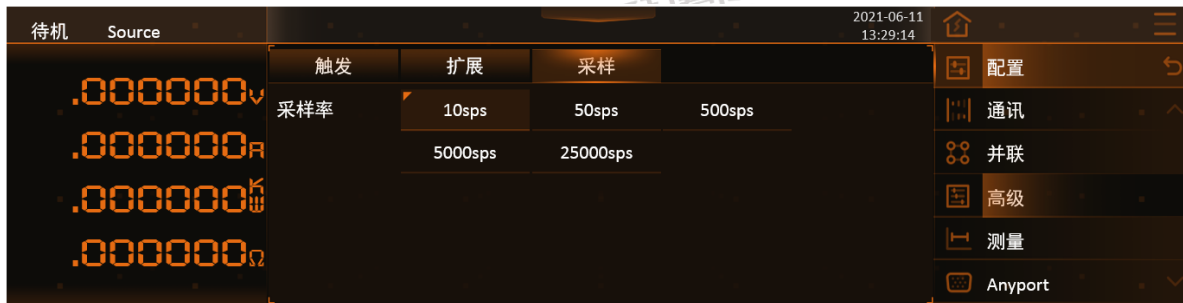 待机 Source
2021-06-11
13:29:14
.000000V
.000000A
.000000KW
.000000Ω
触发 扩展 采样
采样率 10sps 50sps 500sps
5000sps 25000sps
配置
通讯
并联
高级
测量
Anyport